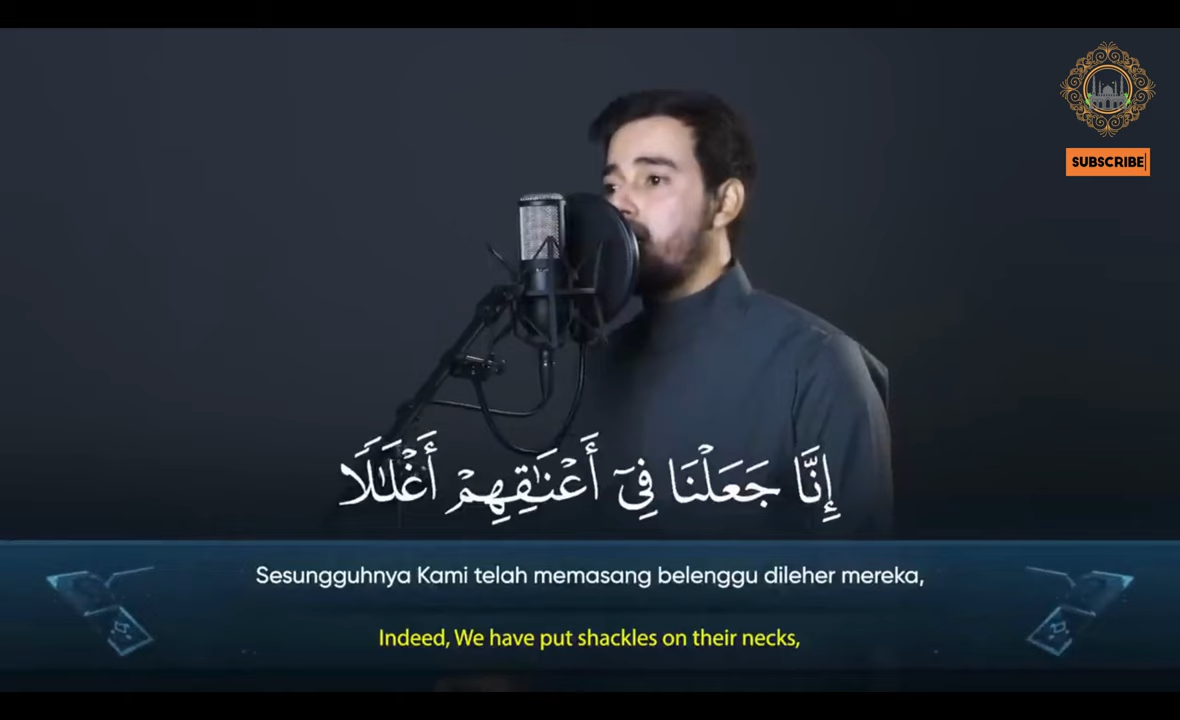 SUBSCRIBE
إِنَّا جَعَلْنَا فِىٓ أَعْنَـٰقِهِمْ أَغْلَـٰلًا
Sesungguhnya Kami telah memasang belenggu dileher mereka,
Indeed, We have put shackles on their necks,